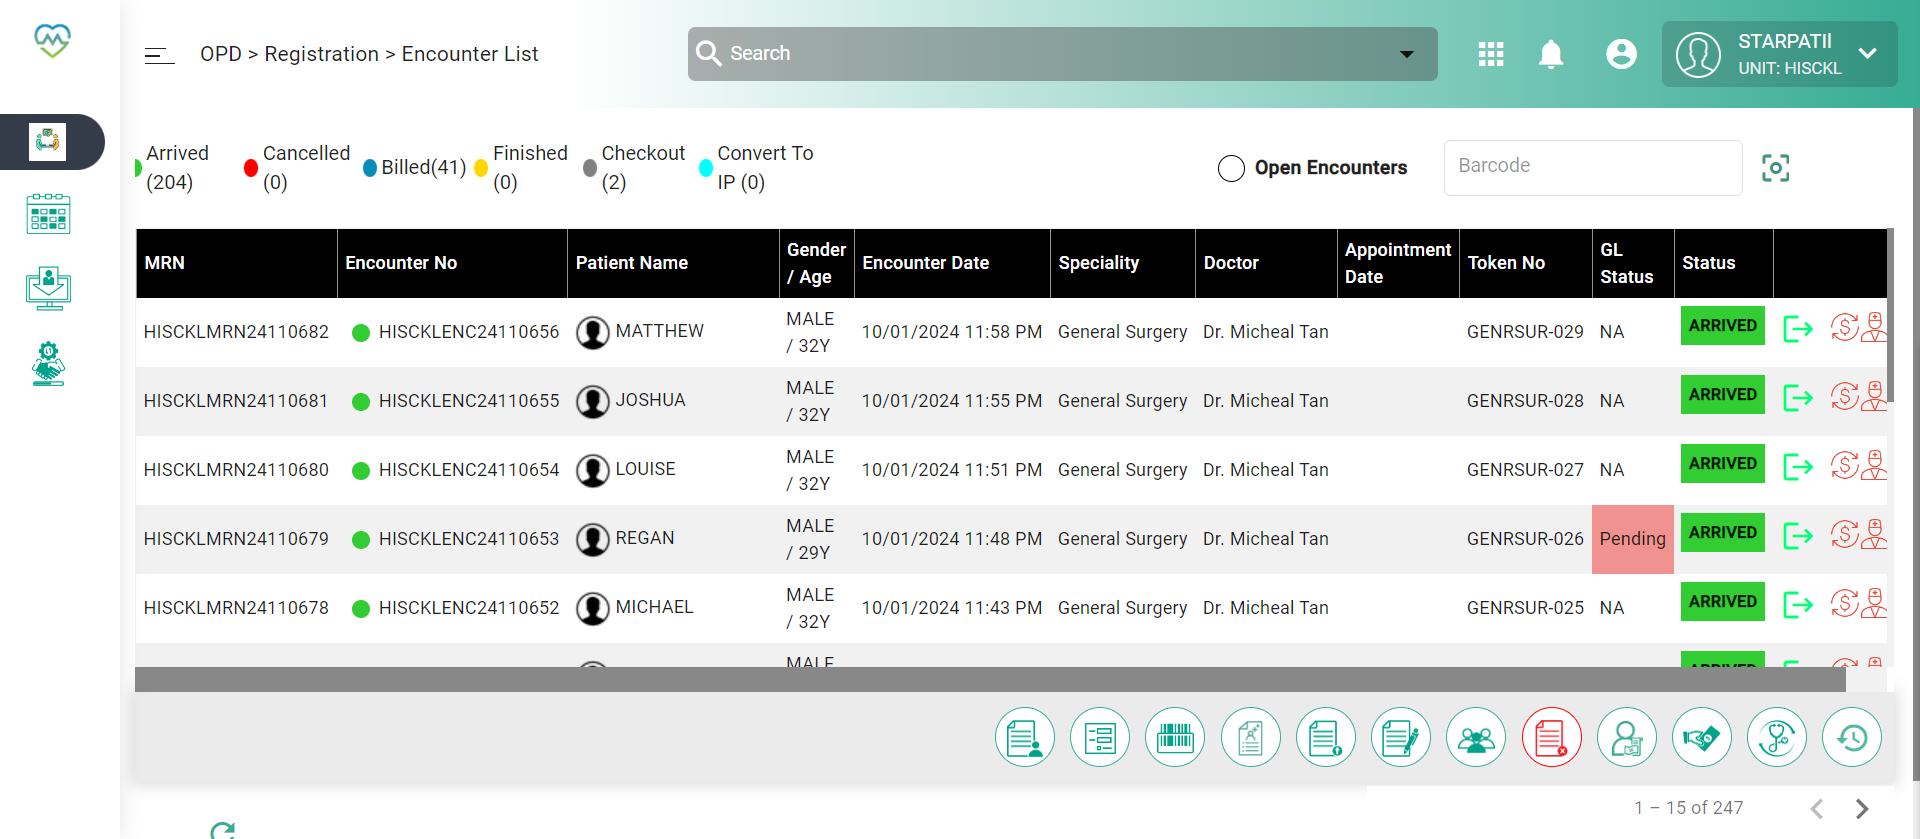 OPD > Registration > Encounter List
Search
STARPATII
UNIT: HISCKL
Arrived
(204)
Cancelled
(0)
Billed(41)
Finished
(0)
Checkout
(2)
Convert To
IP (0)
Open Encounters
Barcode
MRN
Encounter No
Patient Name
Gender
/ Age
Encounter Date
Speciality
Doctor
Appointment
Date
Token No
GL
Status
Status
HISCKLMRN24110682
HISCKLENC24110656
MATTHEW
MALE
/ 32Y
10/01/2024 11:58 PM
General Surgery
Dr. Micheal Tan
GENRSUR-029
NA
ARRIVED
HISCKLMRN24110681
HISCKLENC24110655
JOSHUA
MALE
/ 32Y
10/01/2024 11:55 PM
General Surgery
Dr. Micheal Tan
GENRSUR-028
NA
ARRIVED
HISCKLMRN24110680
HISCKLENC24110654
LOUISE
MALE
/ 32Y
10/01/2024 11:51 PM
General Surgery
Dr. Micheal Tan
GENRSUR-027
NA
ARRIVED
HISCKLMRN24110679
HISCKLENC24110653
REGAN
MALE
/ 29Y
10/01/2024 11:48 PM
General Surgery
Dr. Micheal Tan
GENRSUR-026
Pending
ARRIVED
HISCKLMRN24110678
HISCKLENC24110652
MICHAEL
MALE
/ 32Y
10/01/2024 11:43 PM
General Surgery
Dr. Micheal Tan
GENRSUR-025
NA
ARRIVED
MALE
ARRIVED
1 – 15 of 247